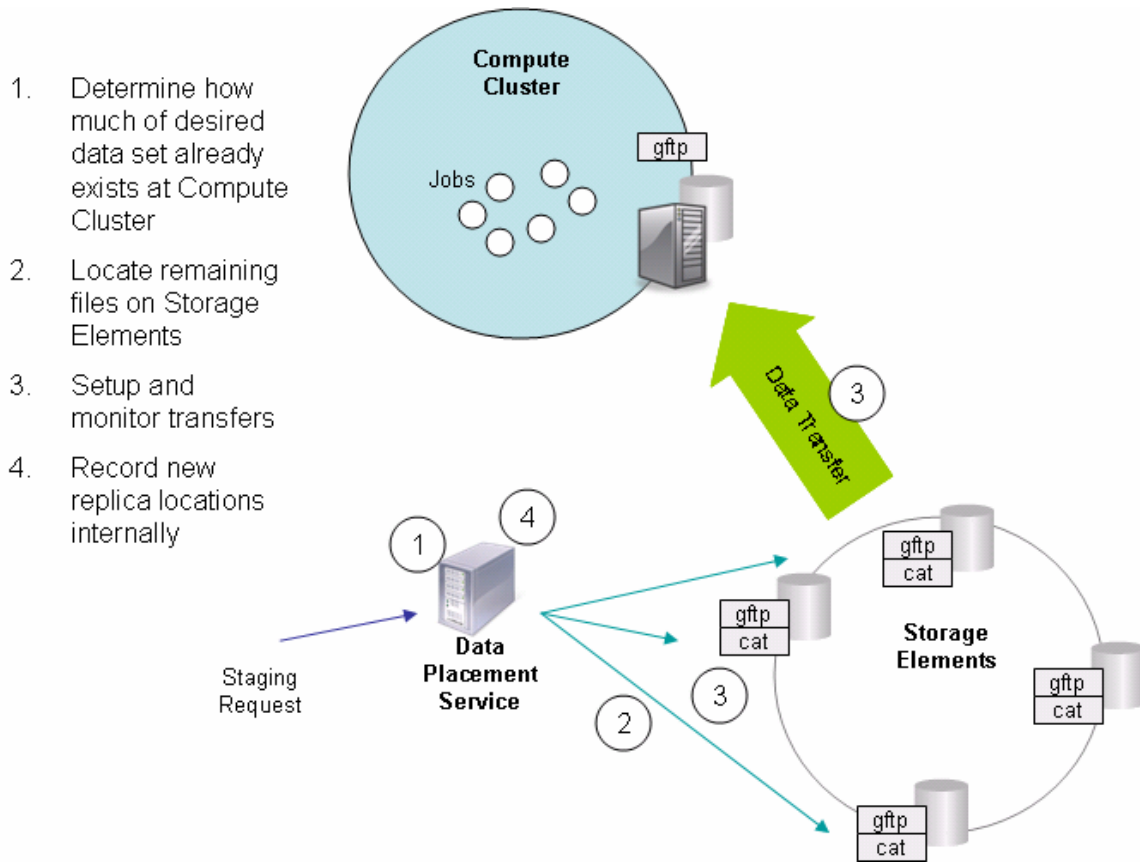 1. Determine how
much of desired
data set already
exists at Compute
Cluster
2. Locate remaining
files on Storage
Elements
3. Setup and
monitor transfers
4. Record new
replica locations
internally
Compute
Cluster
gftp
Jobs
Data Transfer
3
1
4
Staging
Request
Data
Placement
Service
2
3
gftp
cat
gftp
cat
Storage
Elements
gftp
cat
gftp
cat